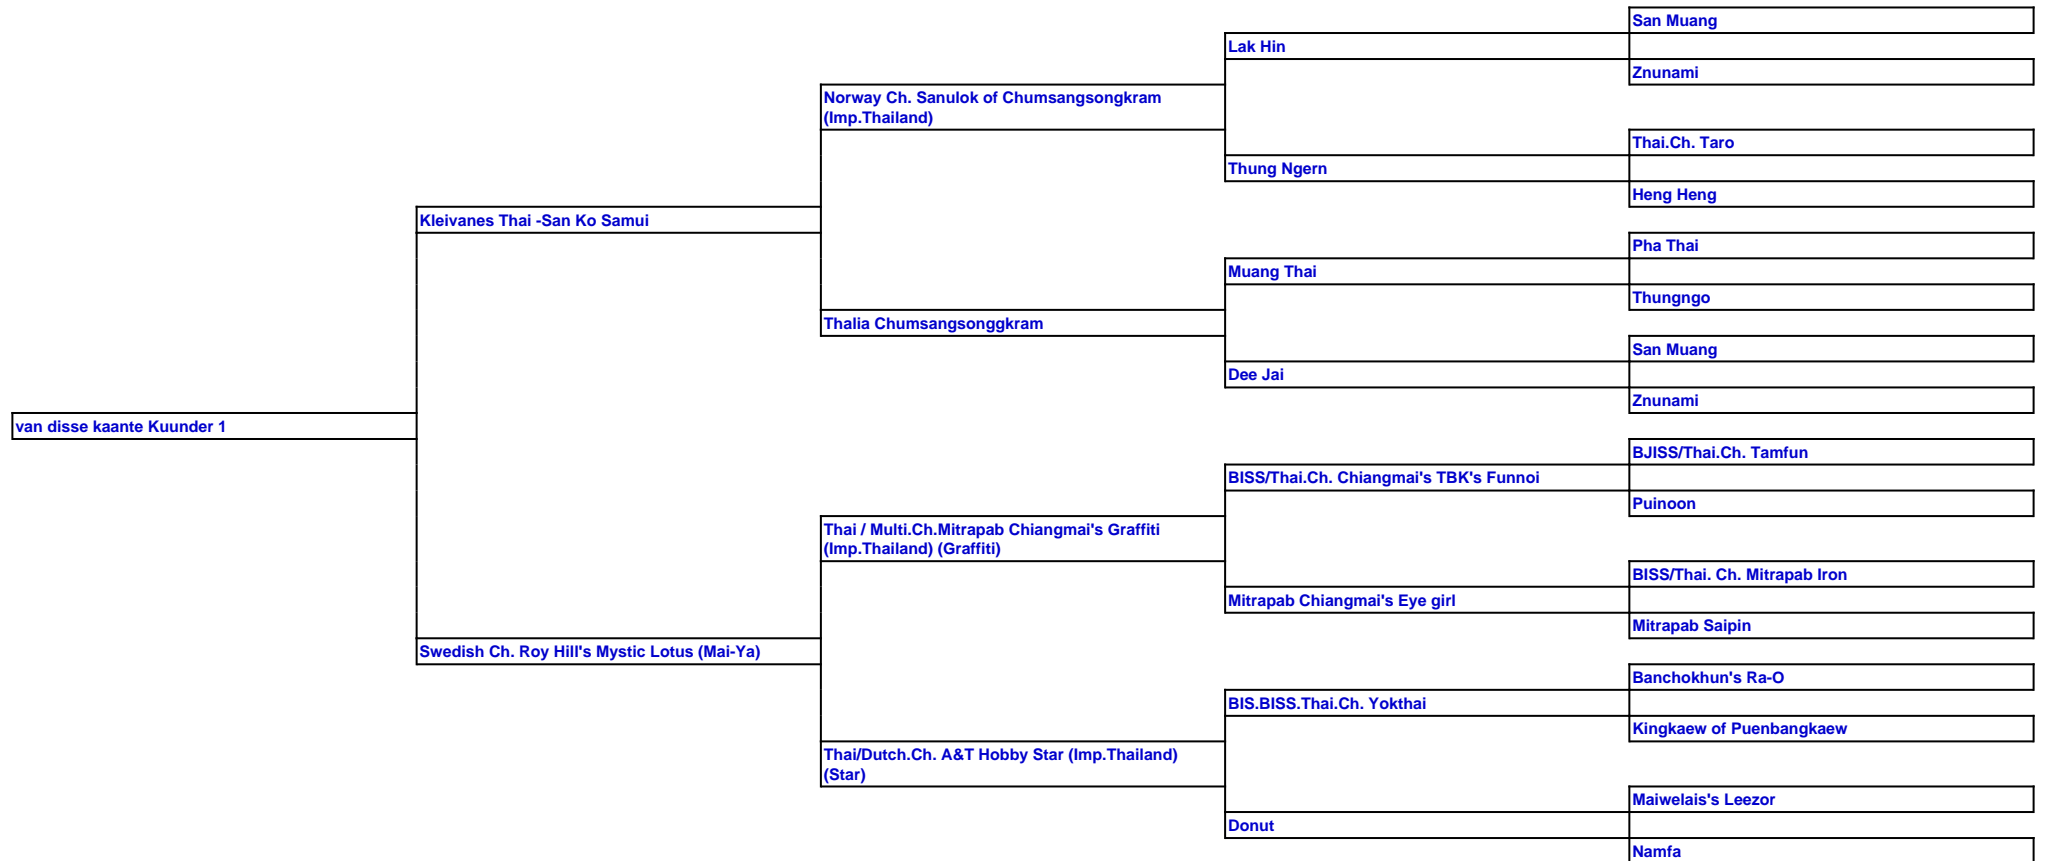 San Muang
Lak Hin
Znunami
Norway Ch. Sanulok of Chumsangsongkram
(Imp.Thailand)
Thai.Ch. Taro
Thung Ngern
Heng Heng
Kleivanes Thai -San Ko Samui
Pha Thai
Muang Thai
Thungngo
Thalia Chumsangsonggkram
San Muang
Dee Jai
Znunami
van disse kaante Kuunder 1
BJISS/Thai.Ch. Tamfun
BISS/Thai.Ch. Chiangmai's TBK's Funnoi
Puinoon
Thai / Multi.Ch.Mitrapab Chiangmai's Graffiti
(Imp.Thailand) (Graffiti)
BISS/Thai. Ch. Mitrapab Iron
Mitrapab Chiangmai's Eye girl
Mitrapab Saipin
Swedish Ch. Roy Hill's Mystic Lotus (Mai-Ya)
Banchokhun's Ra-O
BIS.BISS.Thai.Ch. Yokthai
Kingkaew of Puenbangkaew
Thai/Dutch.Ch. A&T Hobby Star (Imp.Thailand)
(Star)
Maiwelais's Leezor
Donut
Namfa